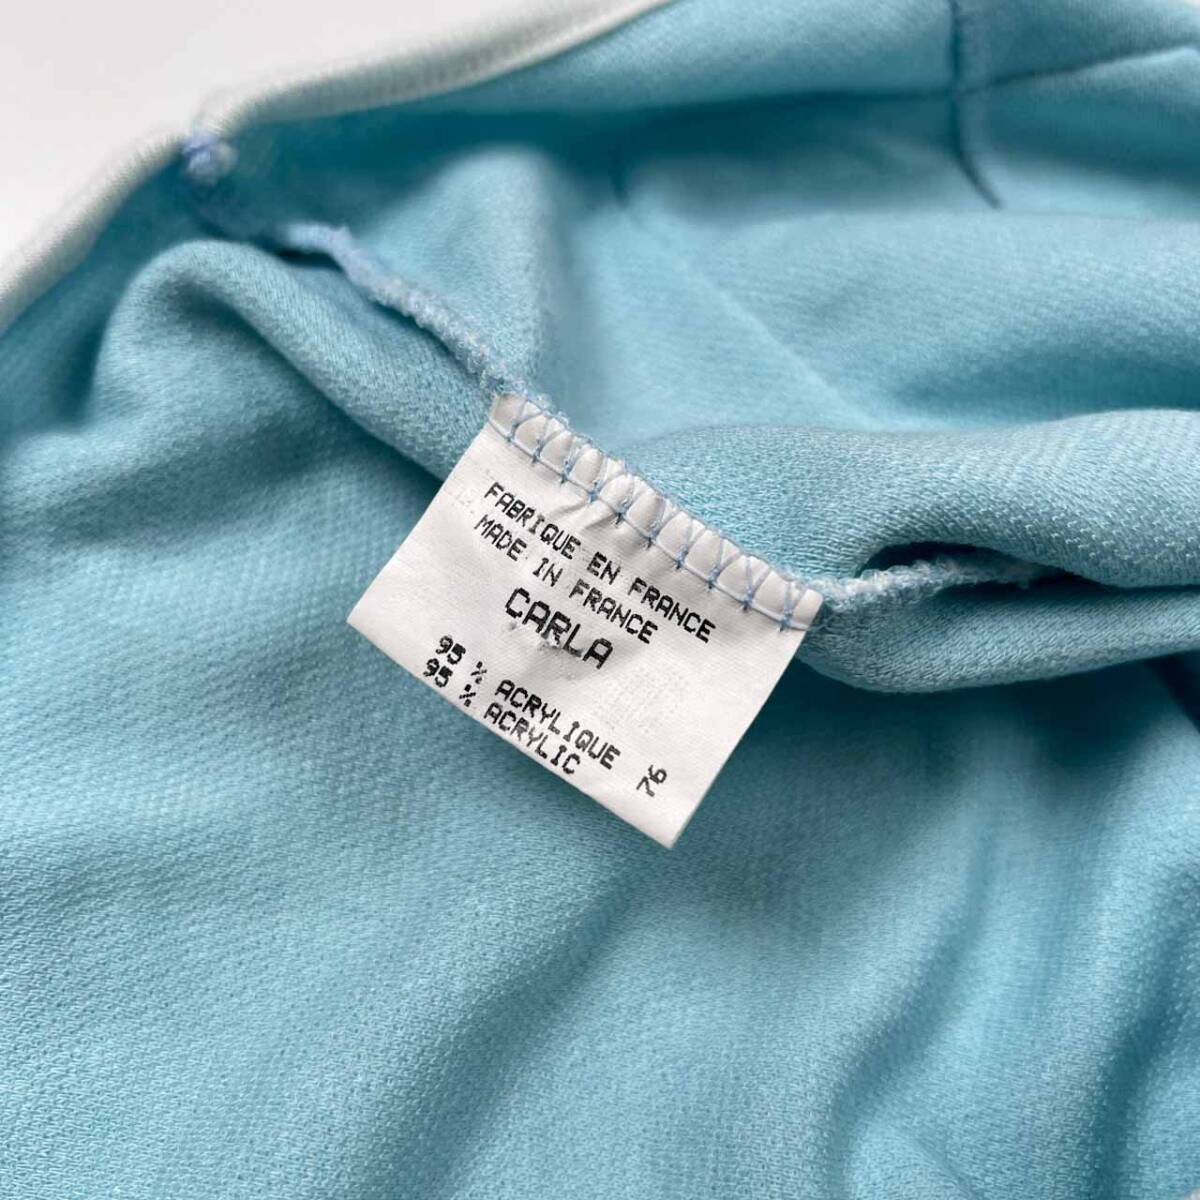 FABRIQUE EN FRANCE
MADE IN FRANCE
CARLA
95 % ACRYLIQUE
95 % ACRYLIC
76